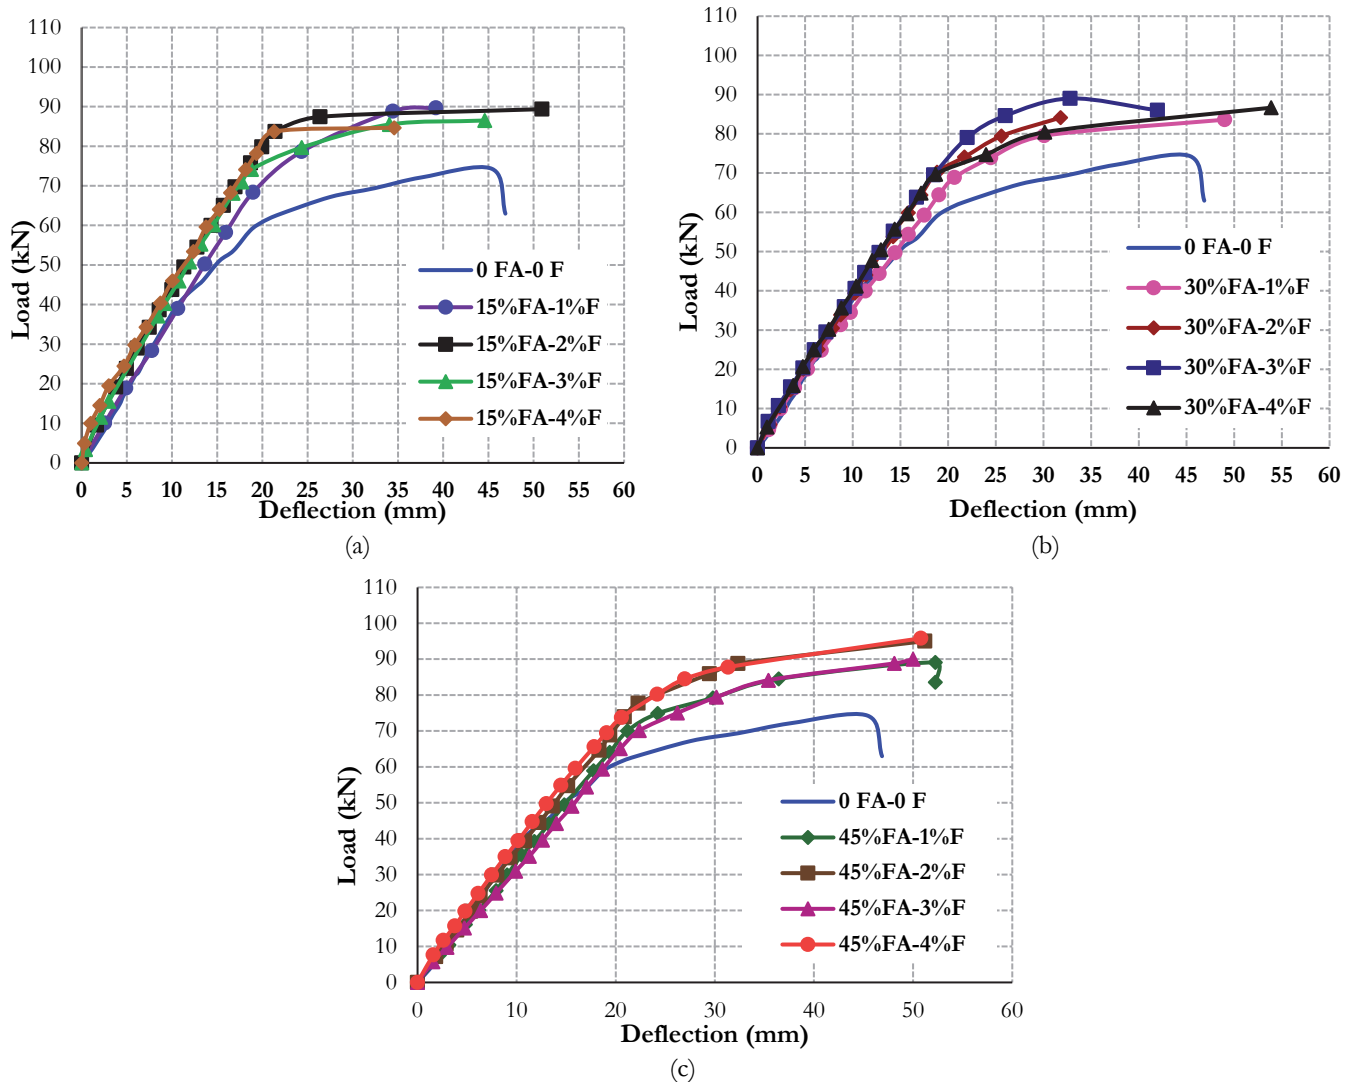 110
100
90
80
70
60
50
40
30
20
10
0
Load (kN)
0 FA-0 F
15%FA-1%F
15%FA-2%F
15%FA-3%F
15%FA-4%F
0 5 10 15 20 25 30 35 40 45 50 55 60
Deflection (mm)
(a)
110
100
90
80
70
60
50
40
30
20
10
0
Load (kN)
0 FA-0 F
30%FA-1%F
30%FA-2%F
30%FA-3%F
30%FA-4%F
0 5 10 15 20 25 30 35 40 45 50 55 60
Deflection (mm)
(b)
110
100
90
80
70
60
50
40
30
20
10
0
Load (kN)
0 FA-0 F
45%FA-1%F
45%FA-2%F
45%FA-3%F
45%FA-4%F
0 10 20 30 40 50 60
Deflection (mm)
(c)